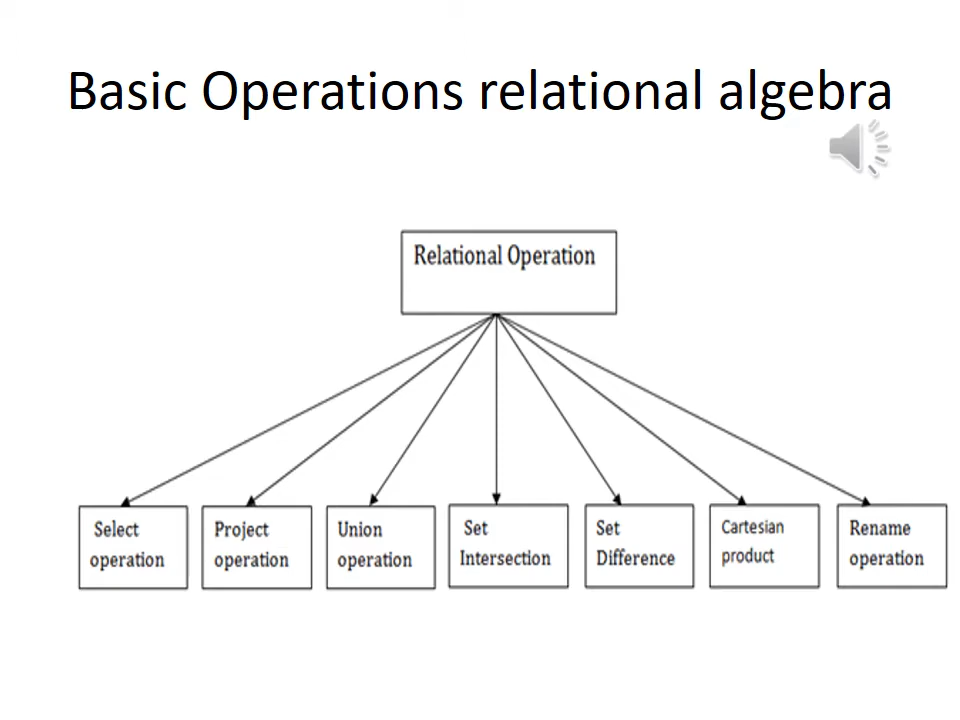 Basic Operations relational algebra
Relational Operation
Select
operation
Project
operation
Union
operation
Set
Intersection
Set
Difference
Cartesian
product
Rename
operation